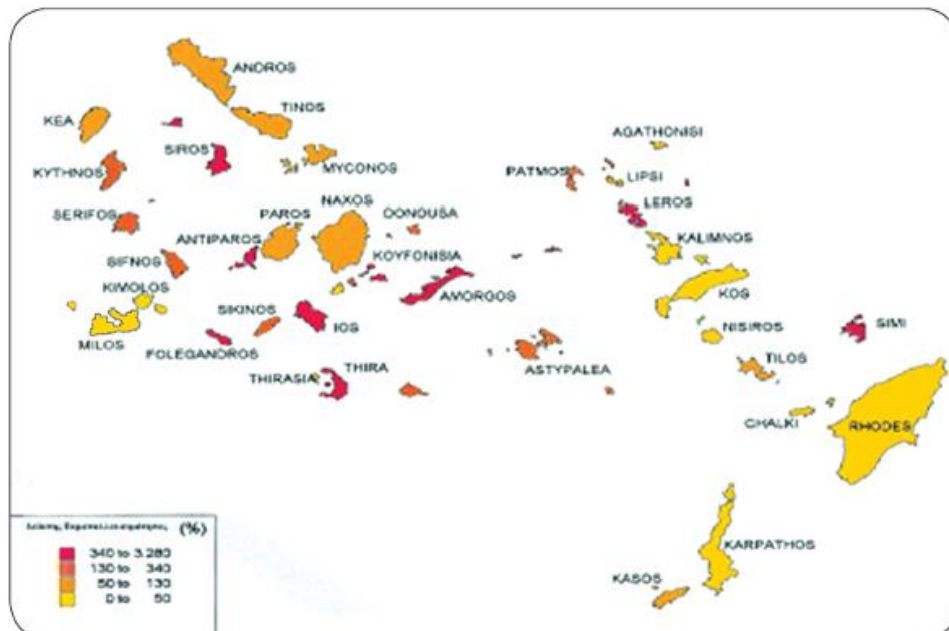 ANDROS
TINOS
KEA
AGATHONISI
SIROS
MYCONOS
KYTHNOS
PATMOS
LIPSI
NAXOS
LEROS
SERIFOS
PAROS
OONOUSA
ANTIPAROS
KALIMNOS
KOYFONISIA
SIFNOS
KIMOLOS
AMORGOS
KOS
SIKINOS
IOS
NISIROS
SIMI
MILOS
FOLEGANDROS
THIRASIA
THIRA
ASTYPALEA
TILOS
CHALKI
RHODES
KARPATHOS
KASOS
(%)
340 to 3.280
130 to 340
50 to 130
0 to 50